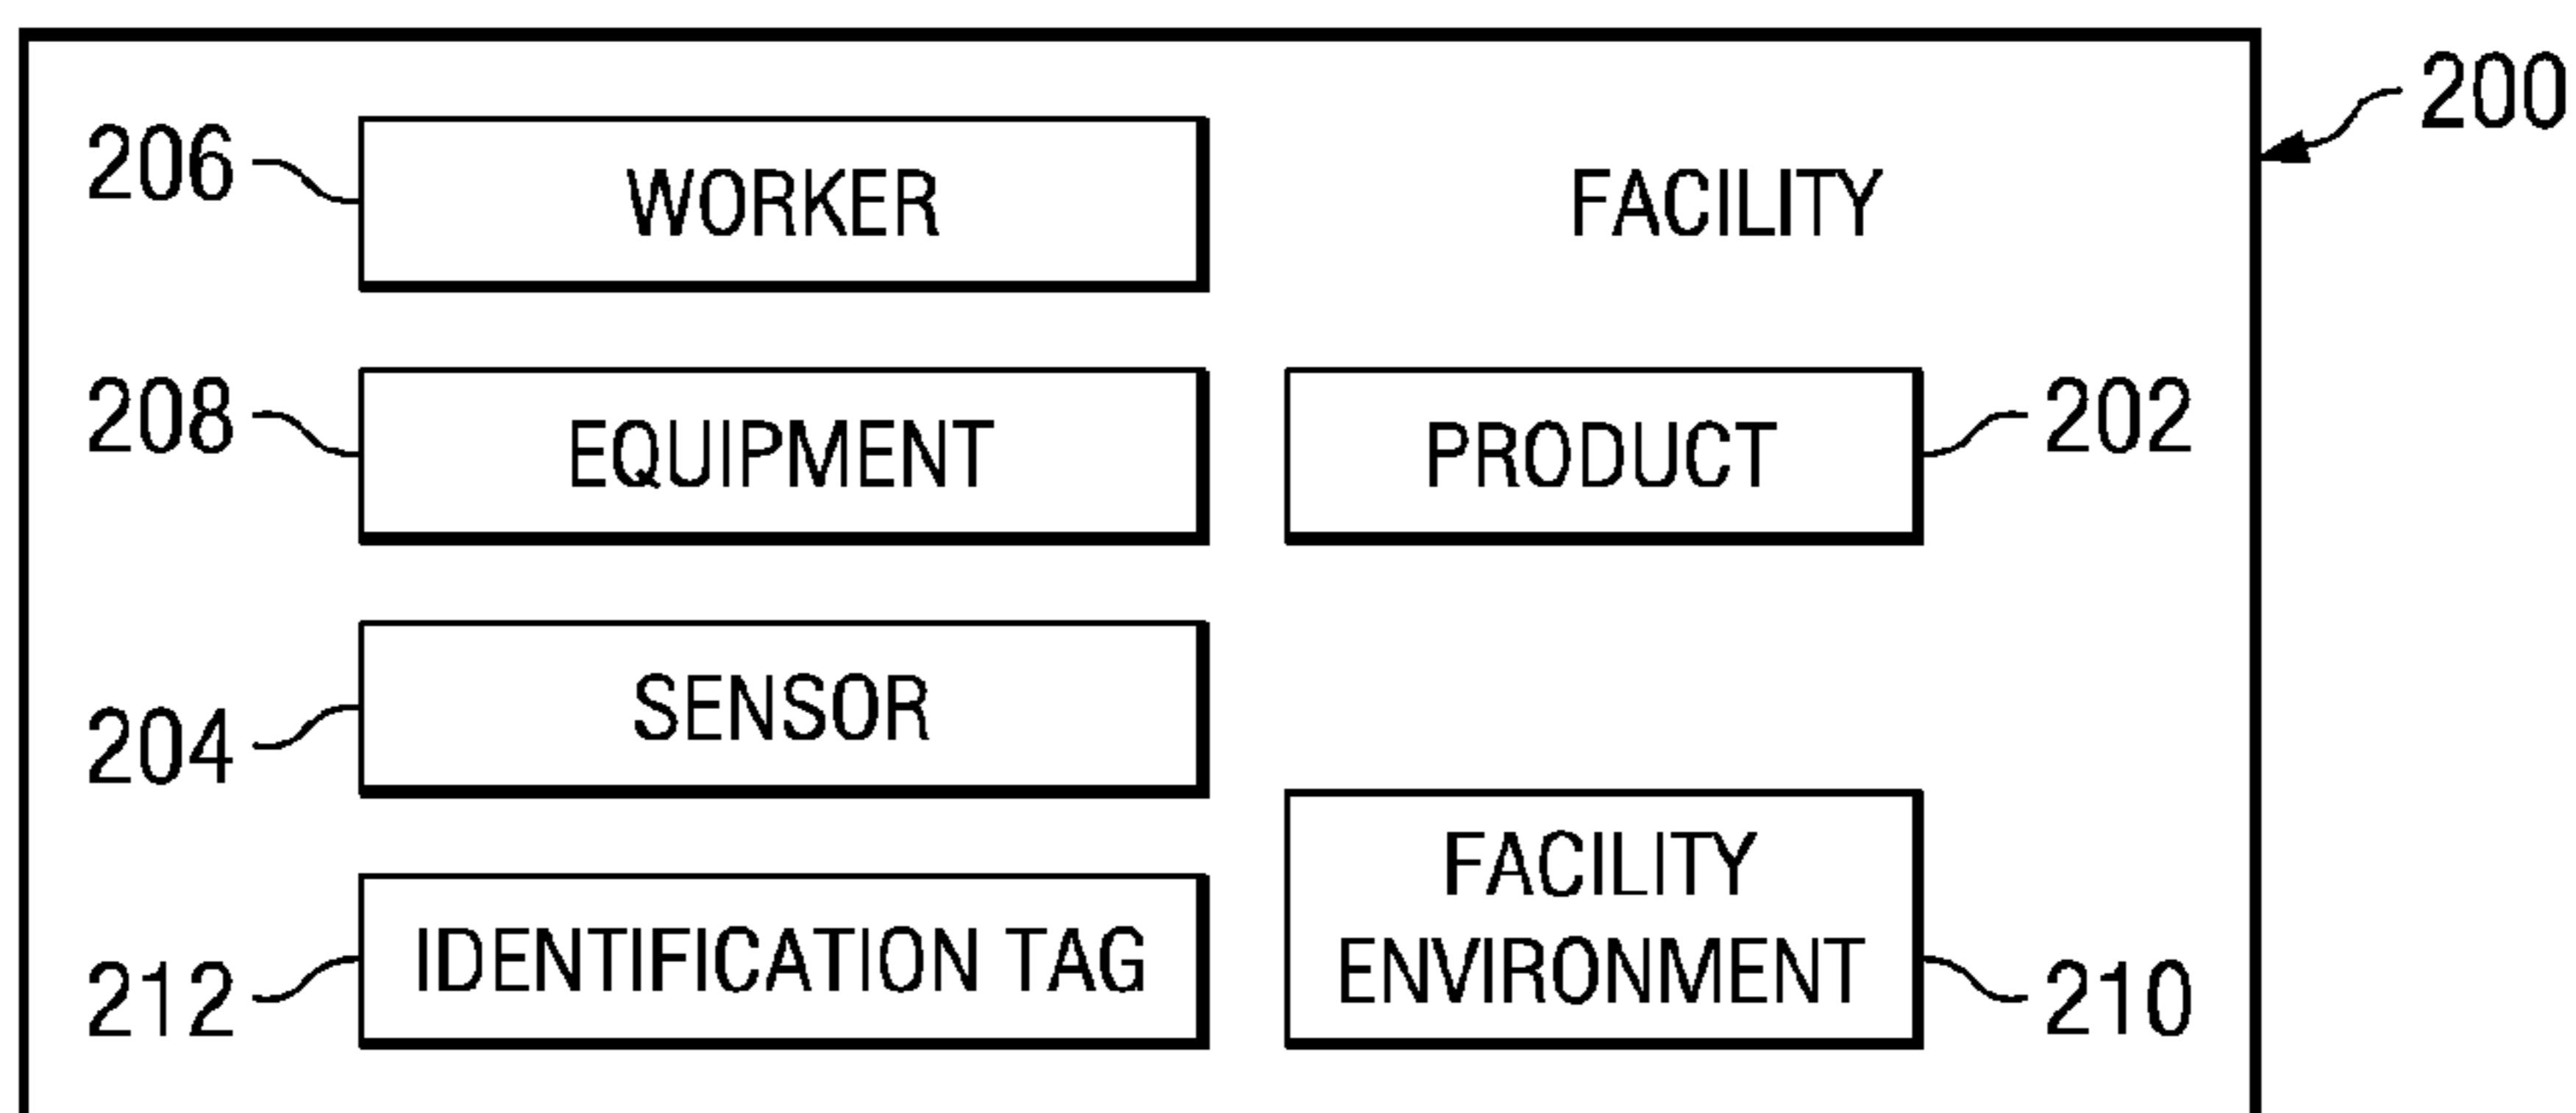 200
206 WORKER FACILITY
208 EQUIPMENT PRODUCT 202
204 SENSOR
212 IDENTIFICATION TAG
FACILITY
ENVIRONMENT 210